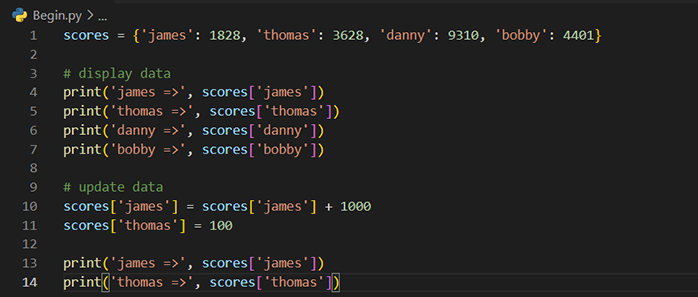 Begin.py > ...
1 scores = {'james': 1828, 'thomas': 3628, 'danny': 9310, 'bobby': 4401}
2
3 # display data
4 print('james =>', scores['james'])
5 print('thomas =>', scores['thomas'])
6 print('danny =>', scores['danny'])
7 print('bobby =>', scores['bobby'])
8
9 # update data
10 scores['james'] = scores['james'] + 1000
11 scores['thomas'] = 100
12
13 print('james =>', scores['james'])
14 print('thomas =>', scores['thomas'])